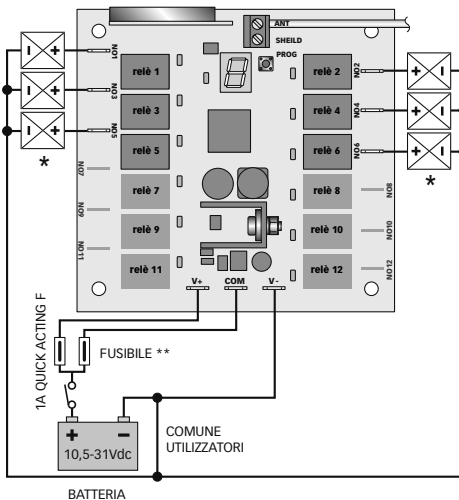 ANT
SHEILD
PROG
NO1
NO3
NO5
NO7
NO9
NO11
NO2
NO4
NO6
NO8
NO10
NO12
relè 1
relè 2
relè 3
relè 4
relè 5
relè 6
relè 7
relè 8
relè 9
relè 10
relè 11
relè 12
- +
- +
- +
*
+ -
+ -
+ -
*
V+
COM
V-
1A QUICK ACTING F
FUSIBILE **
+ -
10,5-31Vdc
COMUNE
UTILIZZATORI
BATTERIA